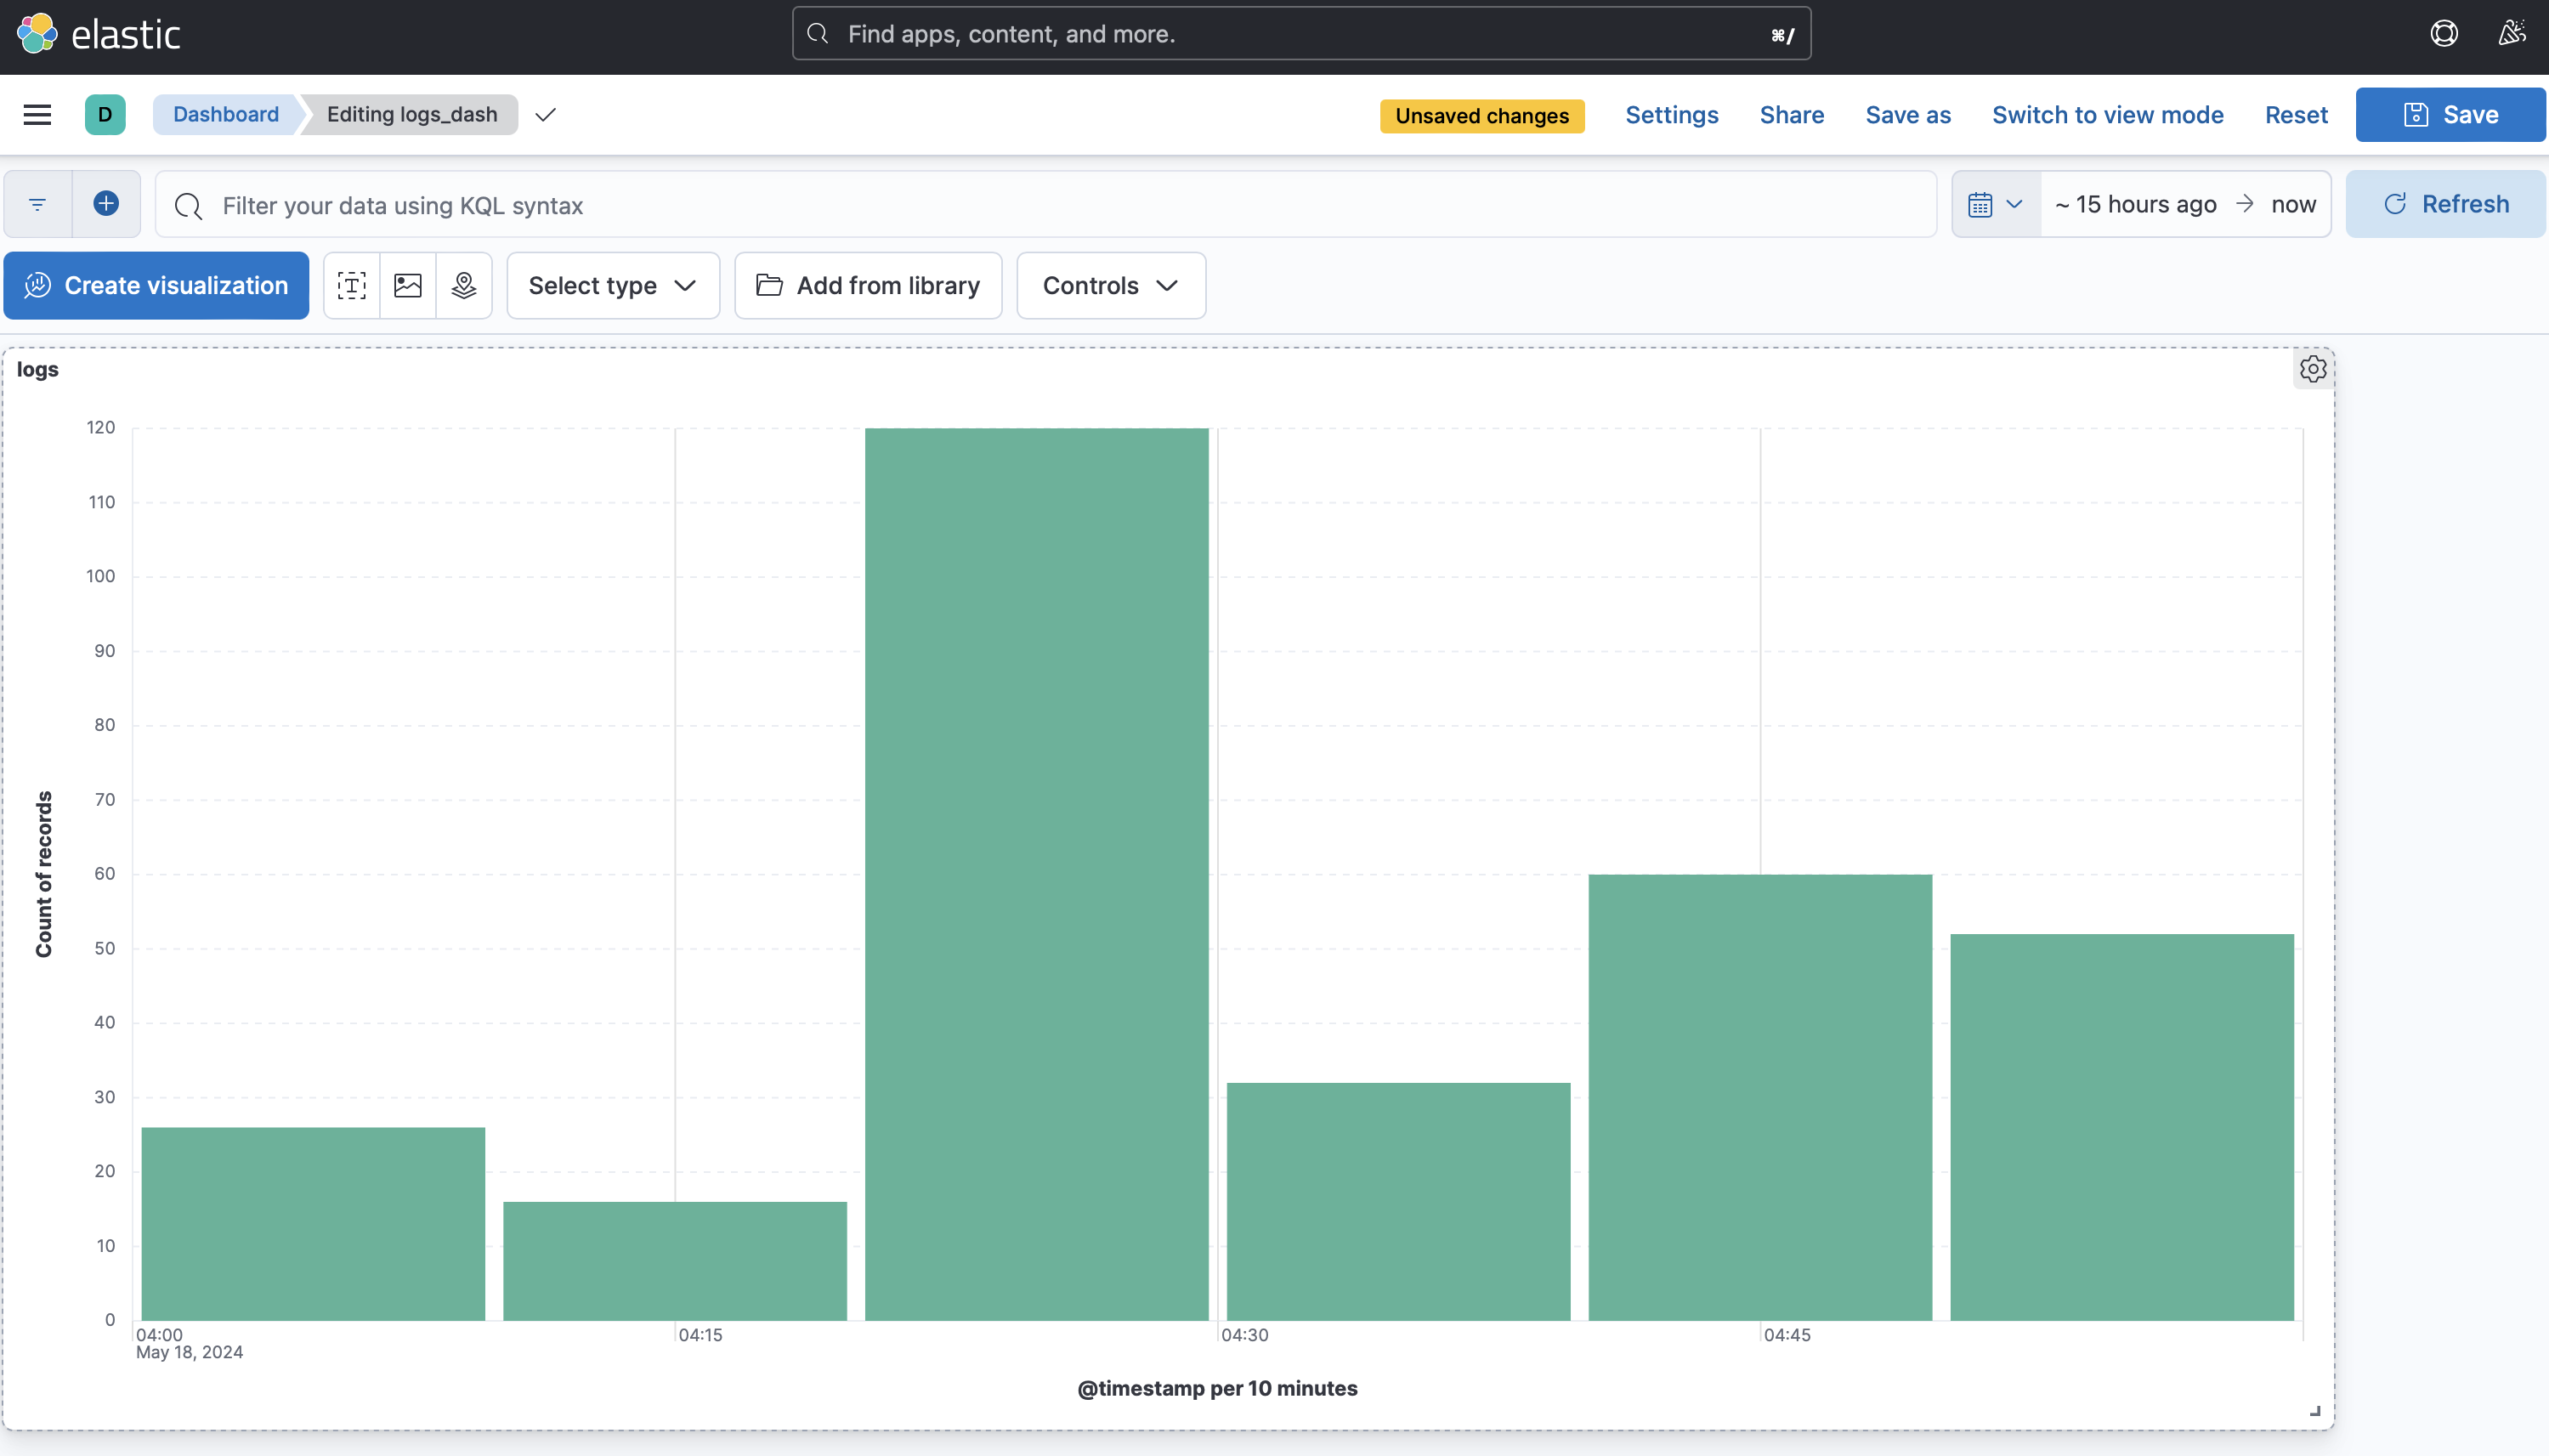 elastic
Find apps, content, and more.
⌘/
D
Dashboard
Editing logs_dash
Unsaved changes
Settings
Share
Save as
Switch to view mode
Reset
Save
Filter your data using KQL syntax
~ 15 hours ago → now
Refresh
Create visualization
Select type
Add from library
Controls
logs
120
110
100
90
80
70
60
50
40
30
20
10
0
Count of records
04:00
May 18, 2024
04:15
04:30
04:45
@timestamp per 10 minutes